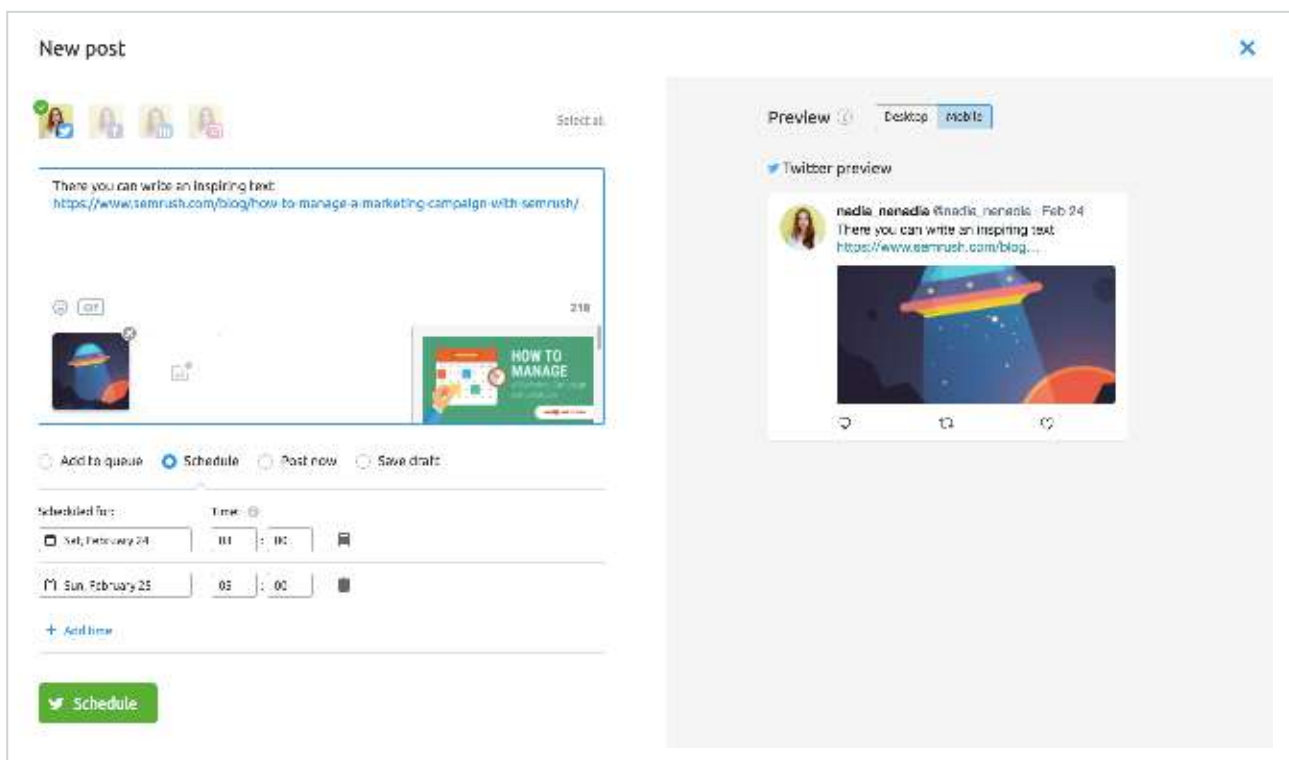 New post
Select all
There you can write an inspiring text
https://www.semrush.com/blog/how-to-manage-a-marketing-campaign-with-semrush/
GIF
218
HOW TO
MANAGE
Add to queue
Schedule
Post now
Save draft
Scheduled for:
Time:
Sat, February 24
: 00
Sun, February 25
05 : 00
+ Add time
Schedule
Preview
Desktop
Mobile
Twitter preview
nadia_nenadia @nadia_nenadia · Feb 24
There you can write an inspiring text
https://www.semrush.com/blog...